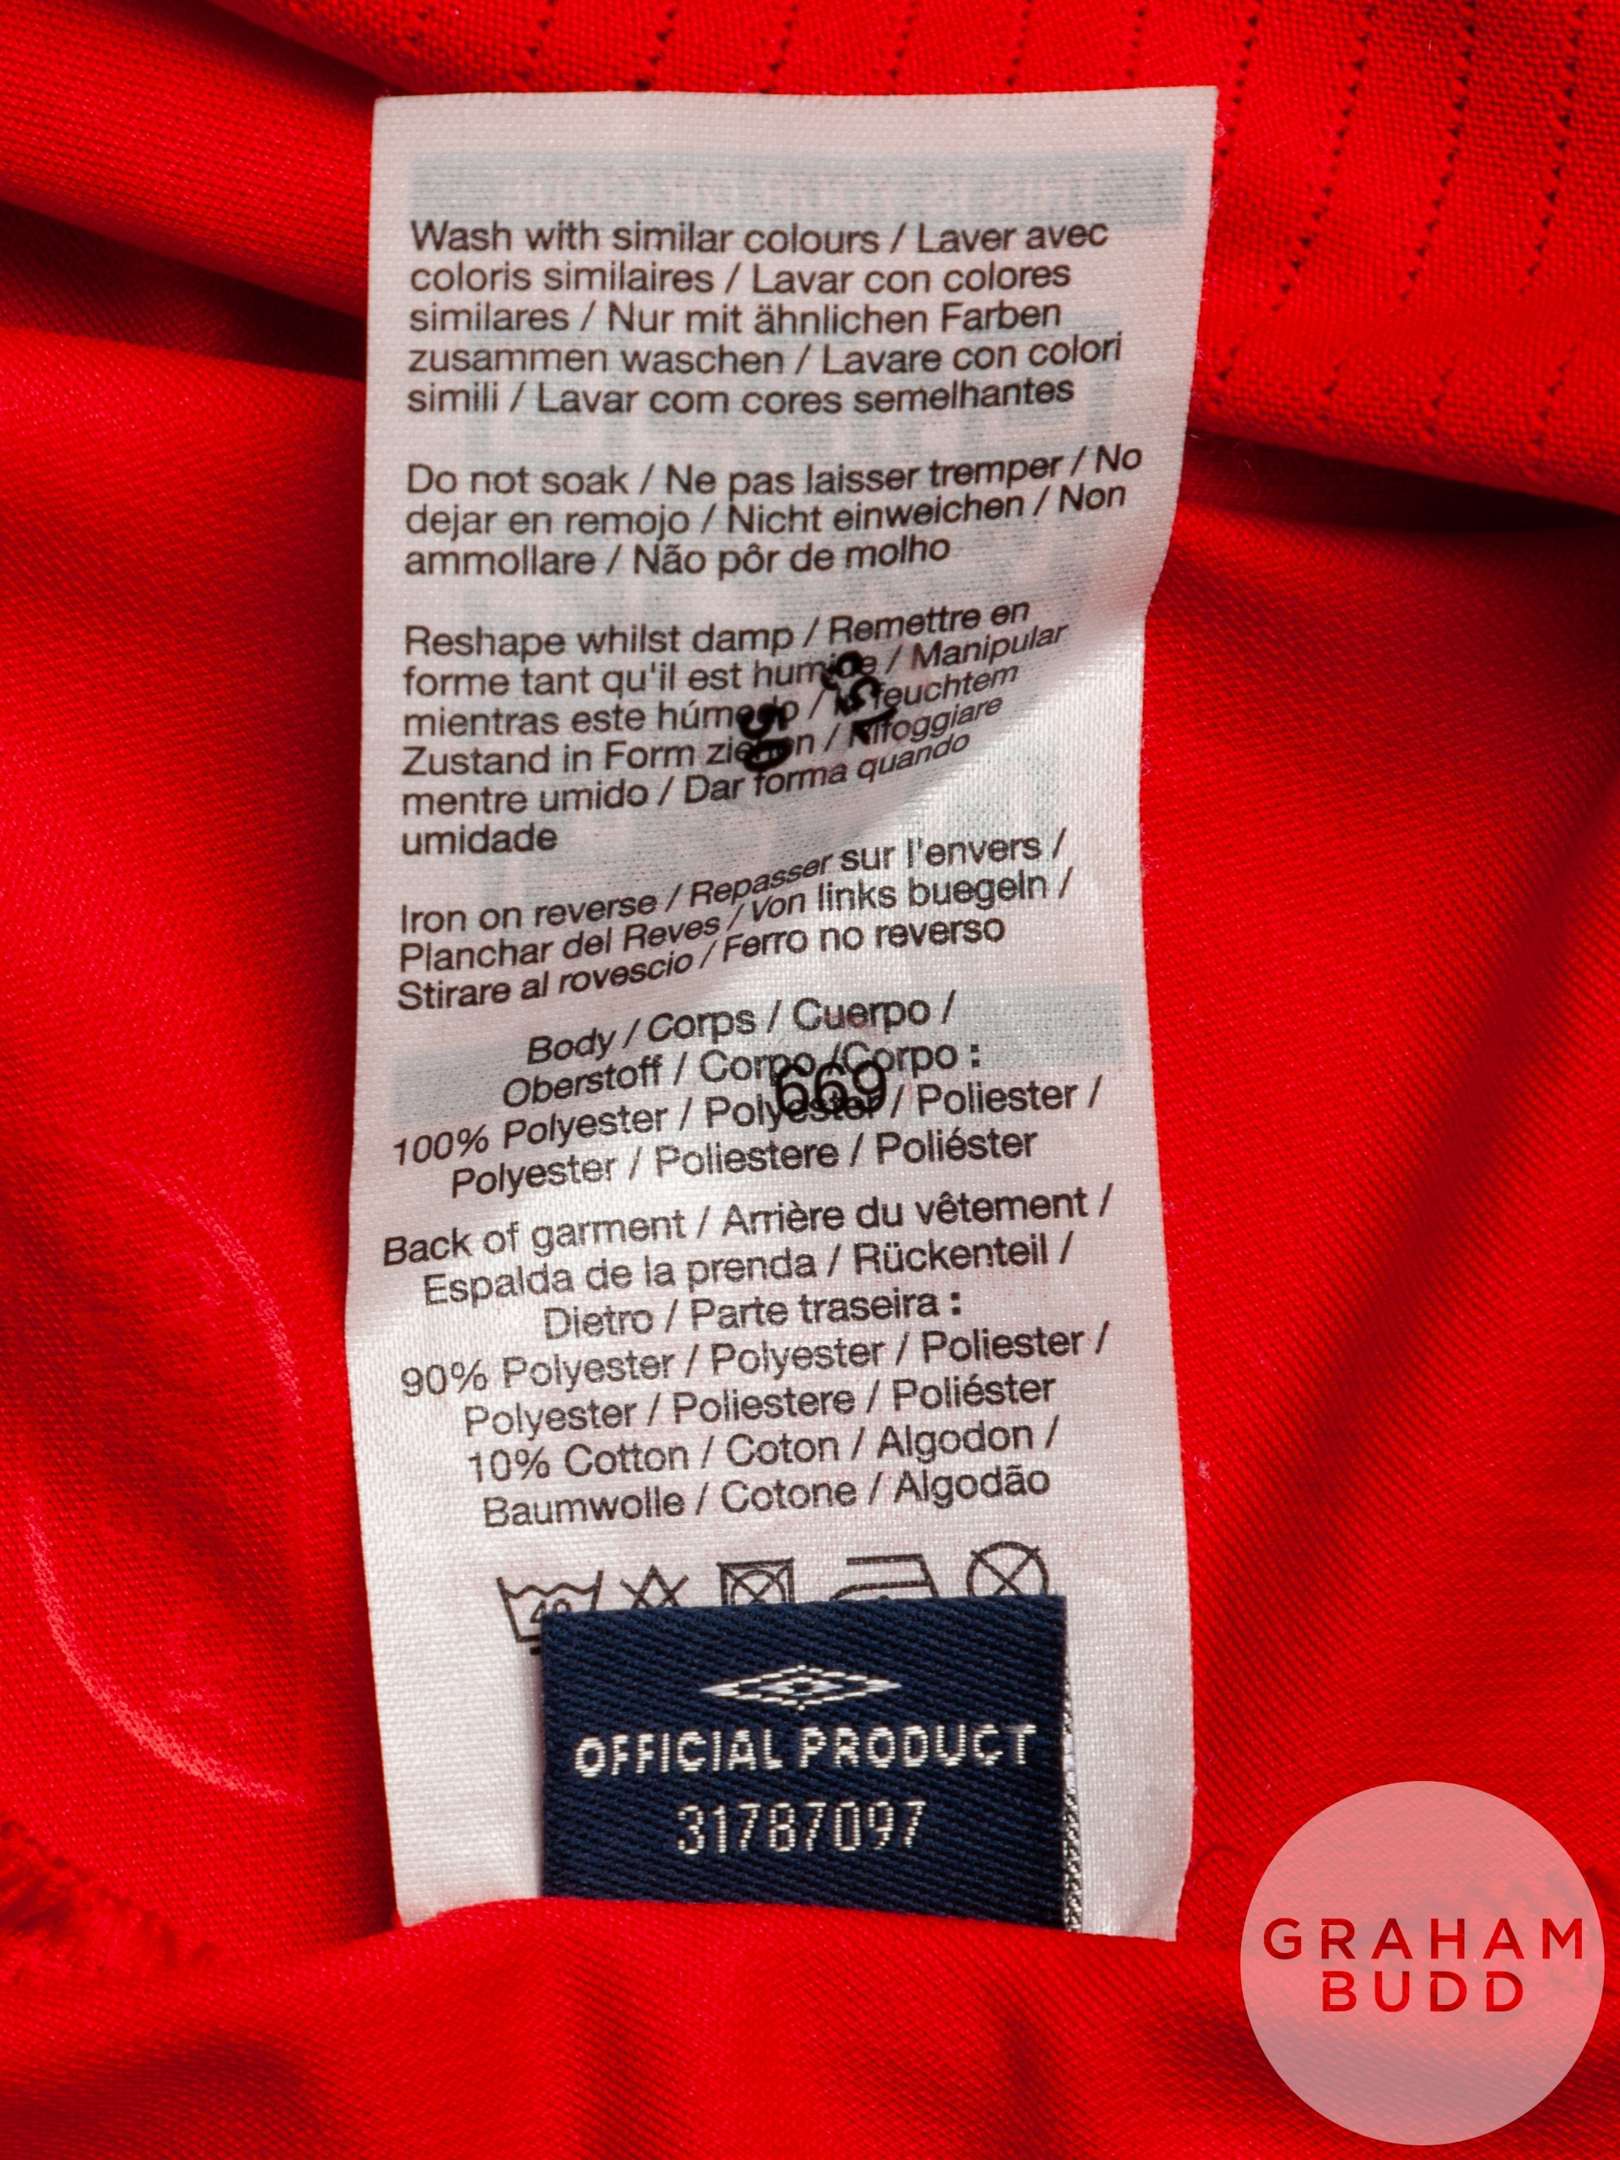 Wash with similar colours / Laver avec
coloris similaires / Lavar con colores
similares / Nur mit ähnlichen Farben
zusammen waschen / Lavare con colori
simili / Lavar com cores semelhantes
Do not soak / Ne pas laisser tremper / No
dejar en remojo / Nicht einweichen / Non
ammollare / Não pôr de molho
Reshape whilst damp / Remettre en
forme tant qu'il est humide / Manipular
mientras este húmedo / In feuchtem
Zustand in Form ziehen / Rifoggiare
mentre umido / Dar forma quando
umidade
Iron on reverse / Repasser sur l'envers /
Planchar del Reves / Von links buegeln /
Stirare al rovescio / Ferro no reverso
Body / Corps / Cuerpo /
Oberstoff / Corpo /Corpo :
669
100% Polyester / Polyester / Poliester /
Polyester / Poliestere / Poliéster
Back of garment / Arrière du vêtement /
Espalda de la prenda / Rückenteil /
Dietro / Parte traseira :
90% Polyester / Polyester / Poliester /
Polyester / Poliestere / Poliéster
10% Cotton / Coton / Algodon /
Baumwolle / Cotone / Algodão
40
OFFICIAL PRODUCT
31787097
GRAHAM
BUDD